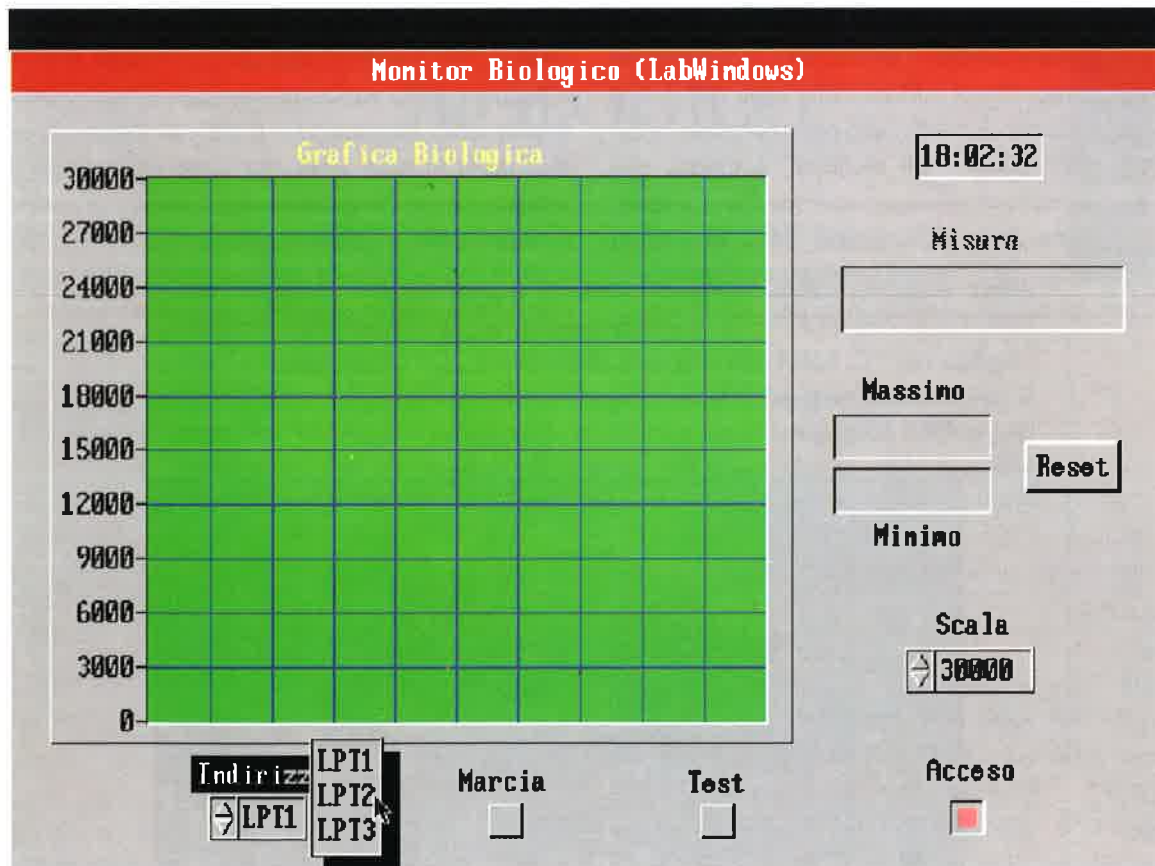 Monitor Biologico (LabWindows)
Grafica Biologica
18:02:32
30000
27000
24000
21000
18000
15000
12000
9000
6000
3000
0
Misura
Massimo
Reset
Minimo
Scala
30000
Indirizz
LPT1
LPT1
LPT2
LPT3
Marcia
Test
Acceso